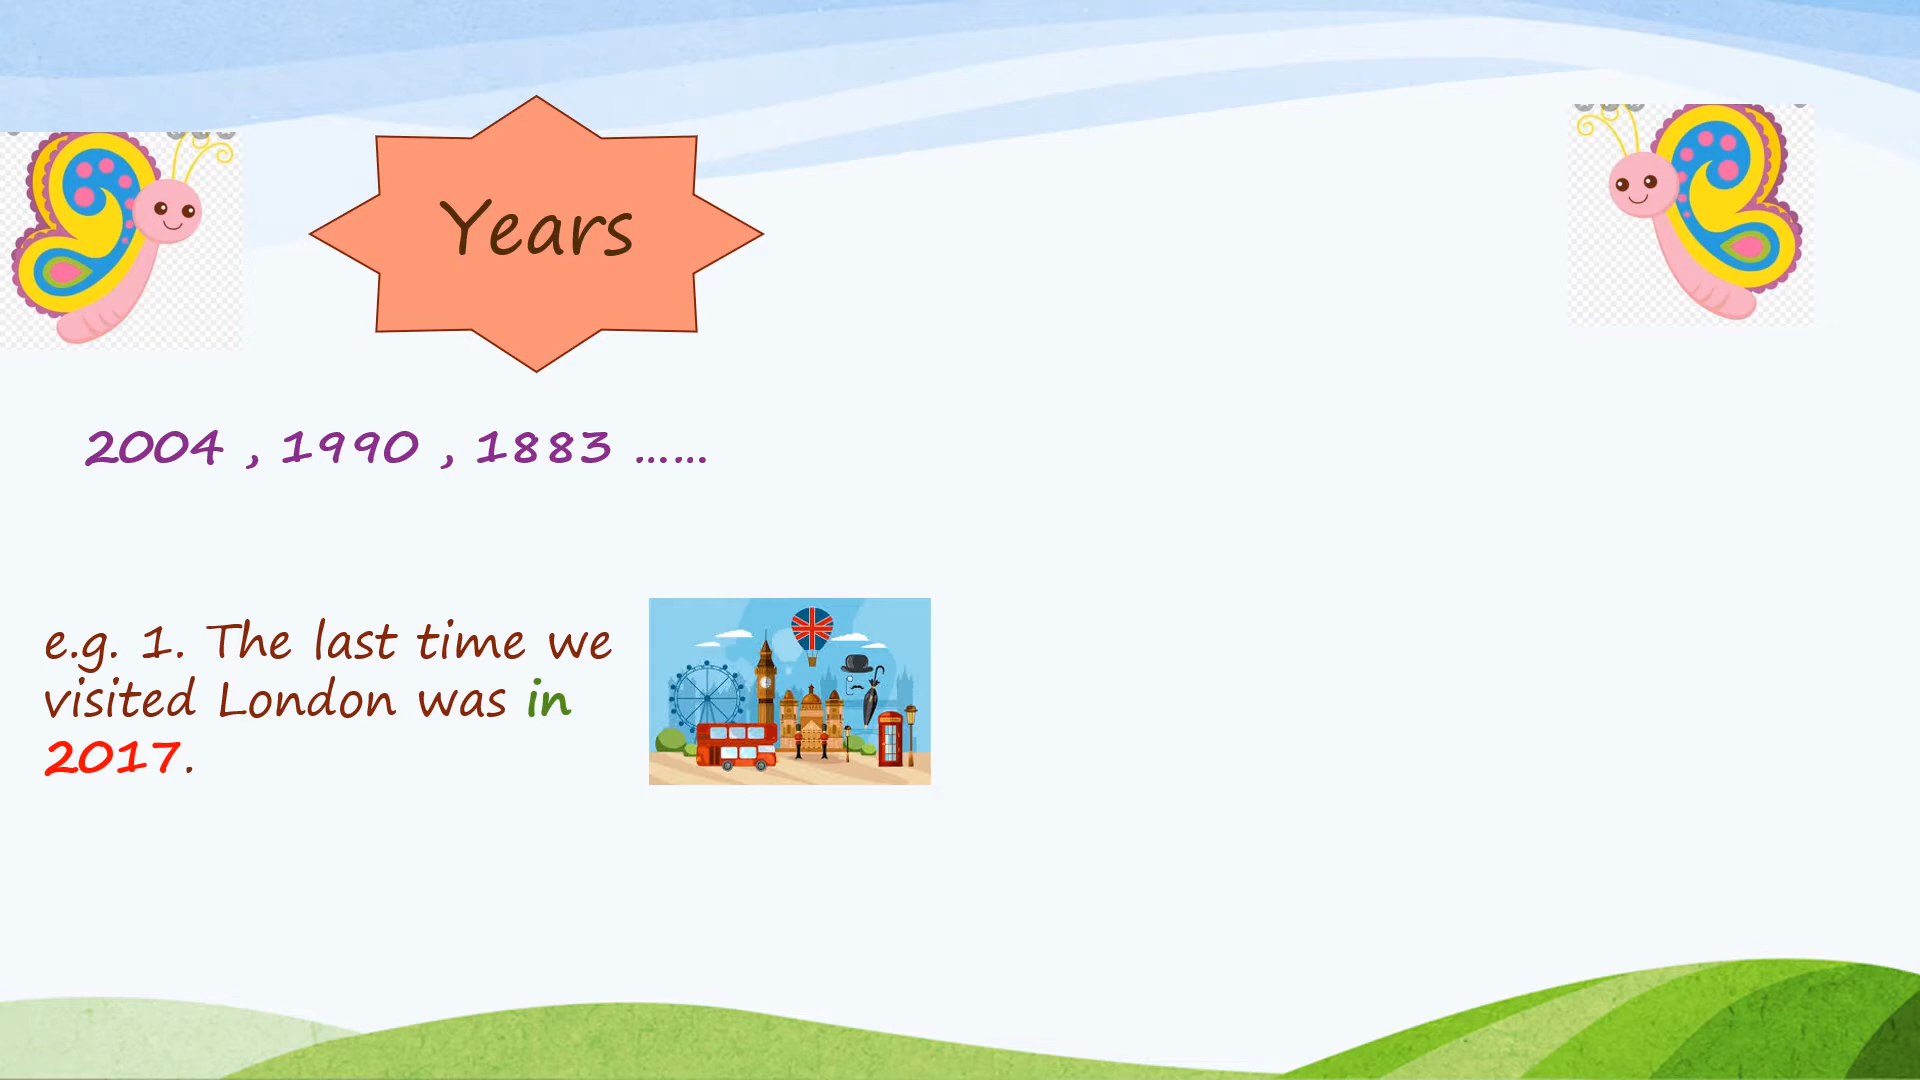 Years
2004 , 1990 , 1883 ……
e.g. 1. The last time we
visited London was in
2017.